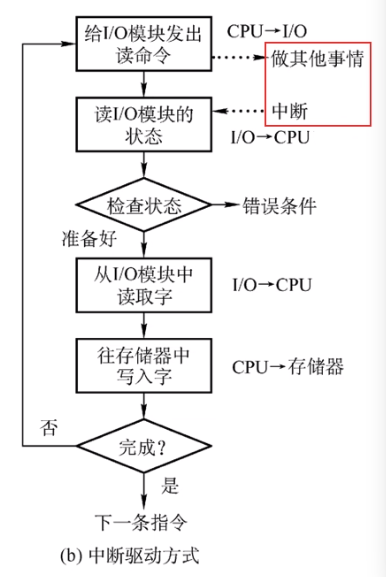 给I/O模块发出
读命令
CPU→I/O
做其他事情
读I/O模块的
状态
中断
I/O→CPU
检查状态
错误条件
准备好
从I/O模块中
读取字
I/O→CPU
往存储器中
写入字
CPU→存储器
否
完成?
是
下一条指令
(b) 中断驱动方式